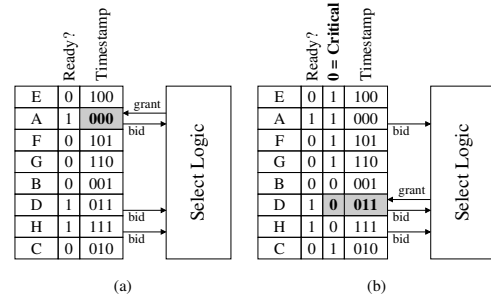 Ready?
Timestamp
E 0 100
A 1 000
F 0 101
G 0 110
B 0 001
D 1 011
H 1 111
C 0 010
grant
bid
bid
bid
Select Logic
(a)
Ready?
0 = Critical
Timestamp
E 0 1 100
A 1 1 000
F 0 1 101
G 0 1 110
B 0 0 001
D 1 0 011
H 1 0 111
C 0 1 010
bid
grant
bid
bid
Select Logic
(b)